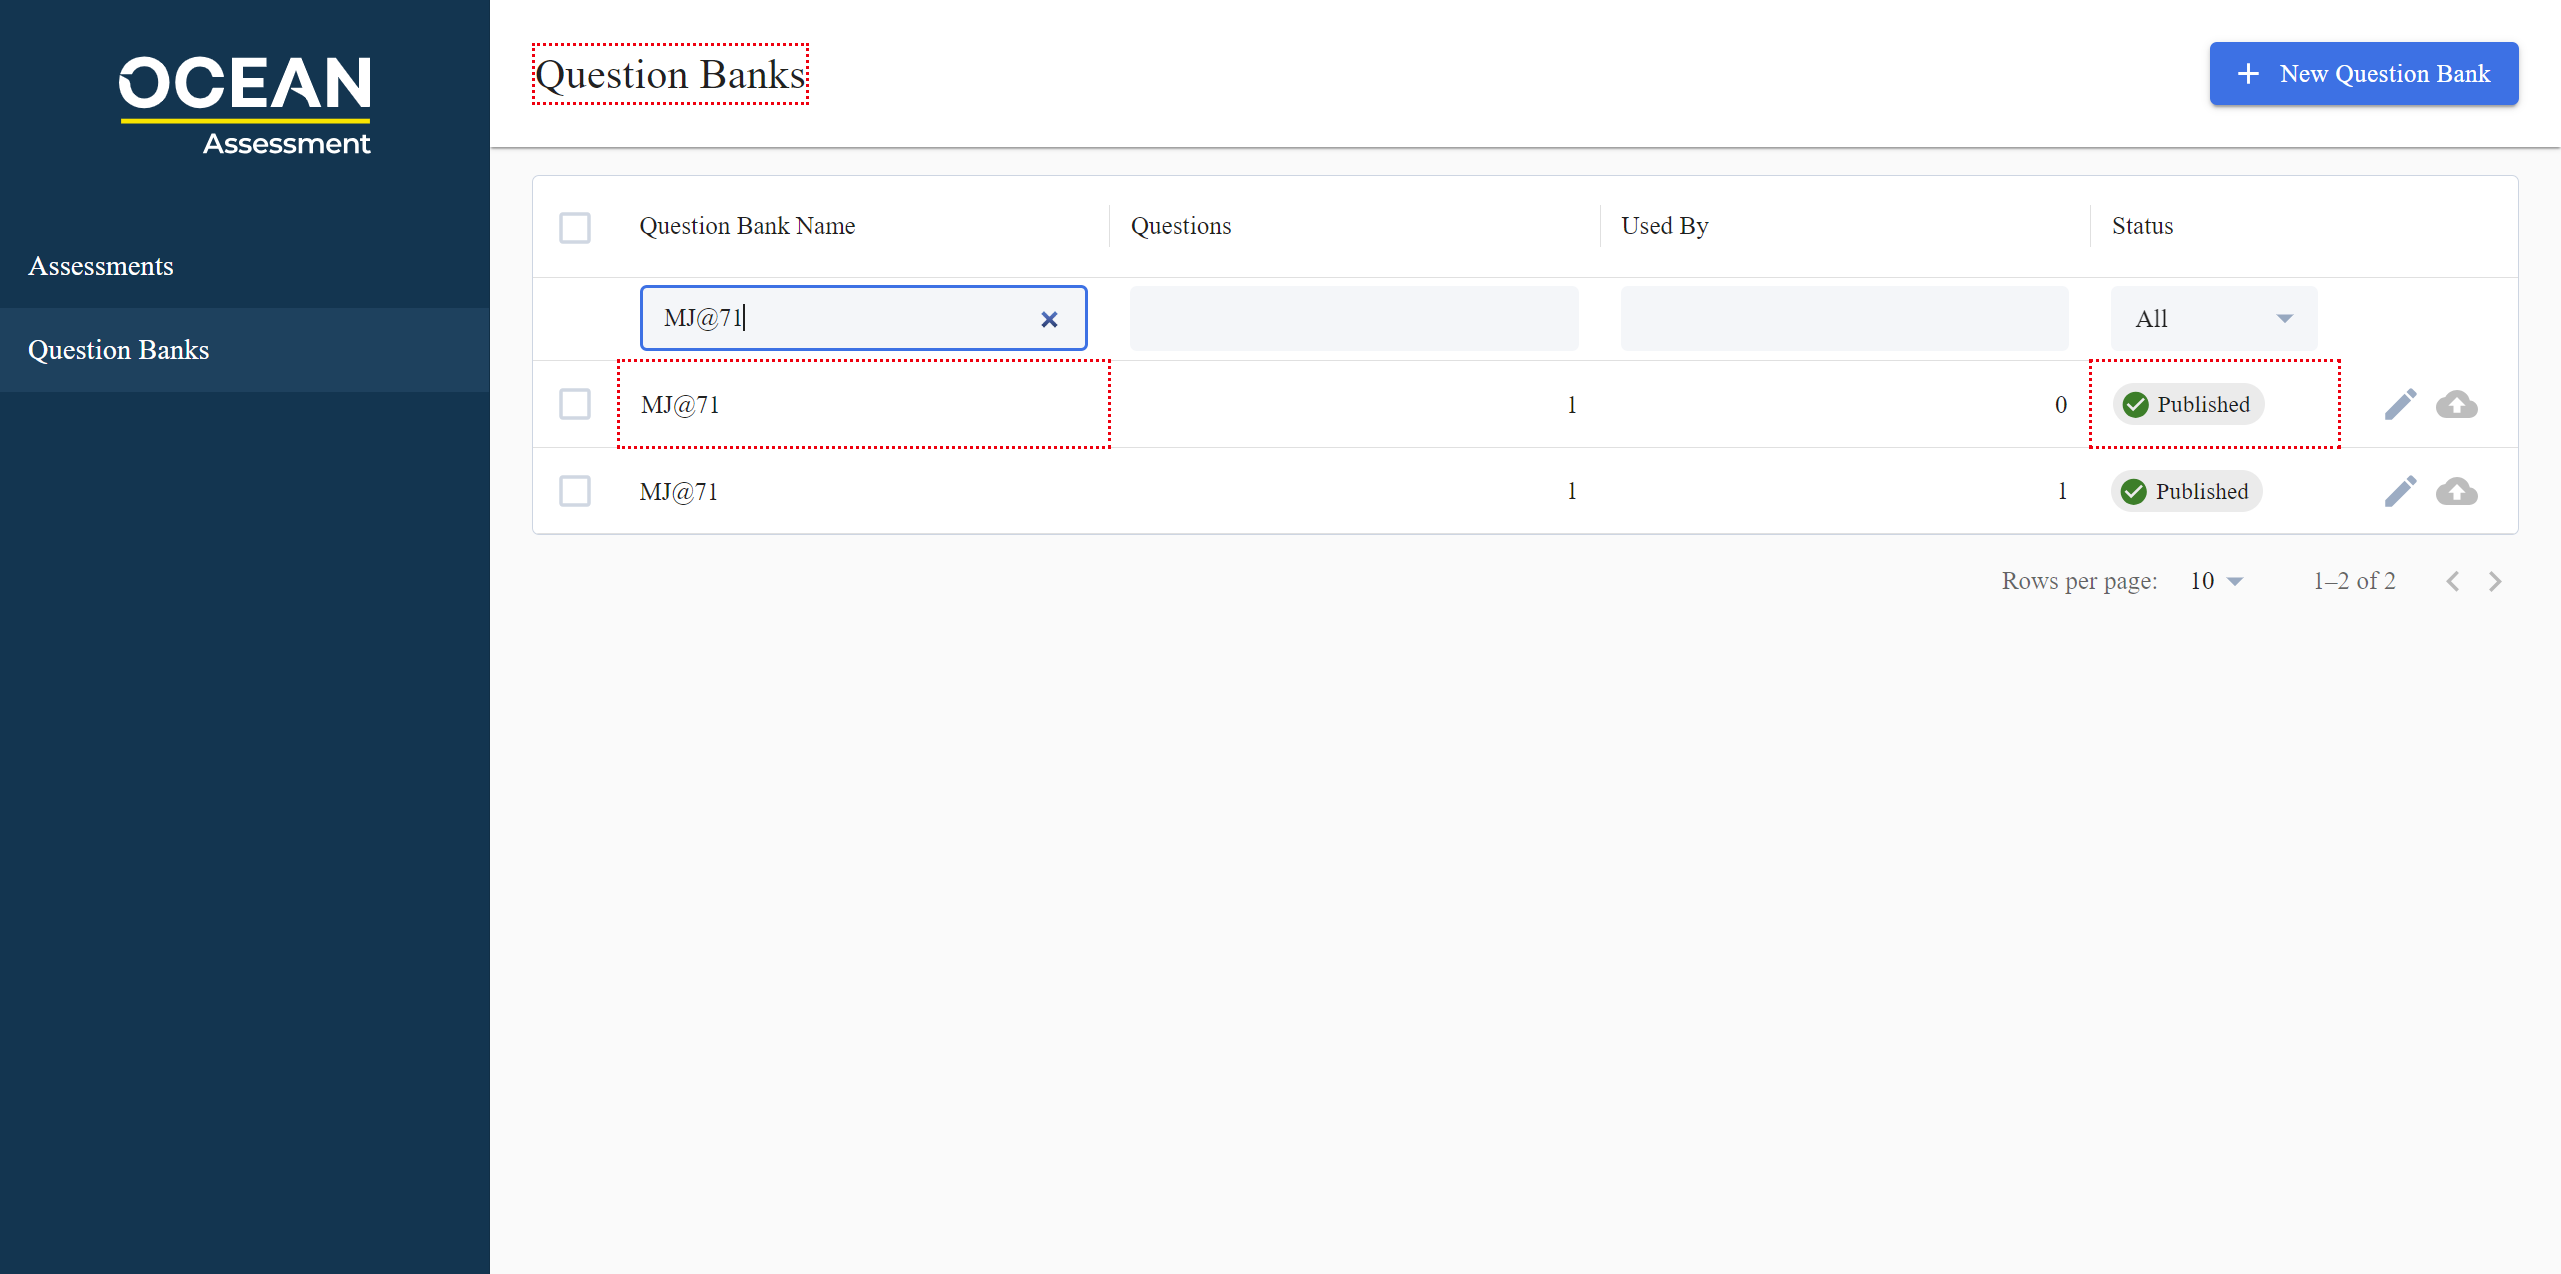 OCEAN
Assessment
Assessments
Question Banks
Question Banks
New Question Bank
Question Bank Name Questions Used By Status
MJ@71 All
MJ@71 1 0 Published
MJ@71 1 1 Published
Rows per page: 10 1–2 of 2